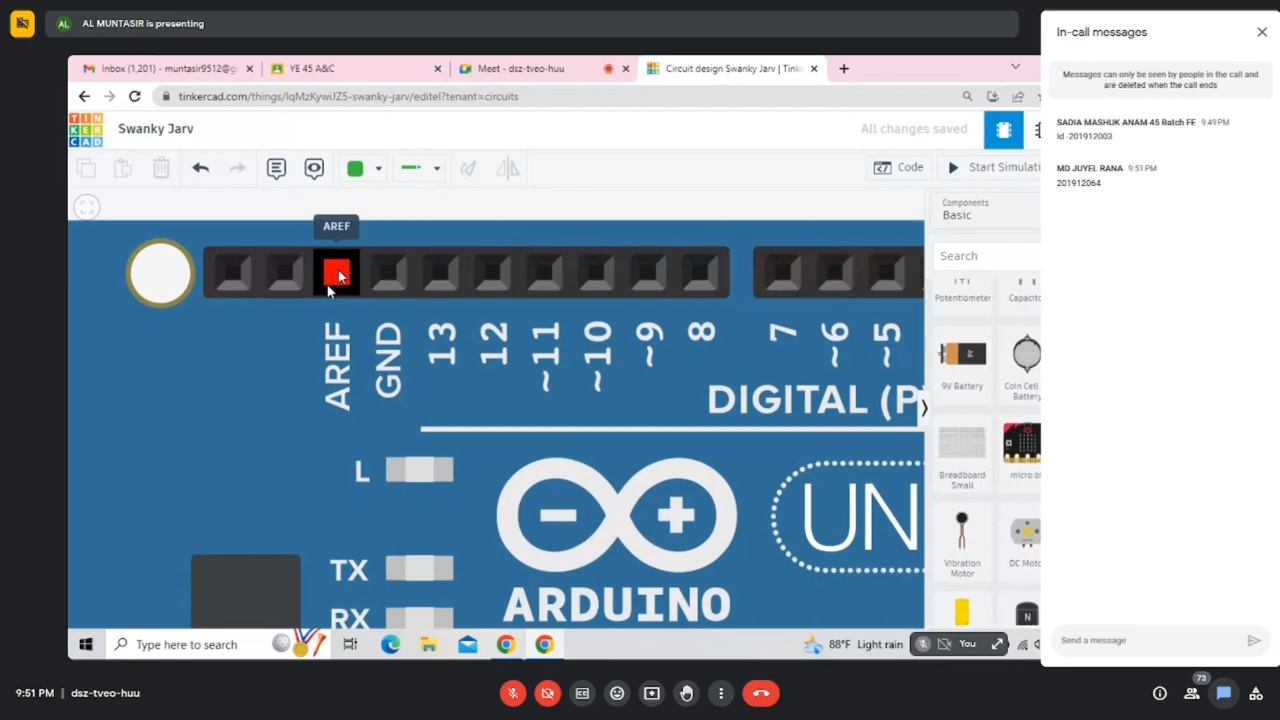 AL
AL MUNTASIR is presenting
Inbox (1,201) - muntasir9512@g
YE 45 A&C
Meet - dsz-tveo-huu
Circuit design Swanky Jarv | Tink
tinkercad.com/things/lqMzKywiJZ5-swanky-jarv/editel?tenant=circuits
TIN
KER
CAD
Swanky Jarv
All changes saved
Code
Start Simulati
AREF
Components
Basic
Search
Potentiometer
Capacito
9V Battery
Coin Cell
Battery
Breadboard
Small
micro:bi
Vibration
Motor
DC Moto
N
AREF
GND
13
12
~11
~10
~9
8
7
~6
~5
DIGITAL (P
L
TX
RX
UN
ARDUINO
Type here to search
88°F Light rain
You
In-call messages
Messages can only be seen by people in the call and
are deleted when the call ends
SADIA MASHUK ANAM 45 Batch FE 9:49 PM
Id -201912003
MD JUYEL RANA 9:51 PM
201912064
Send a message
9:51 PM | dsz-tveo-huu
73